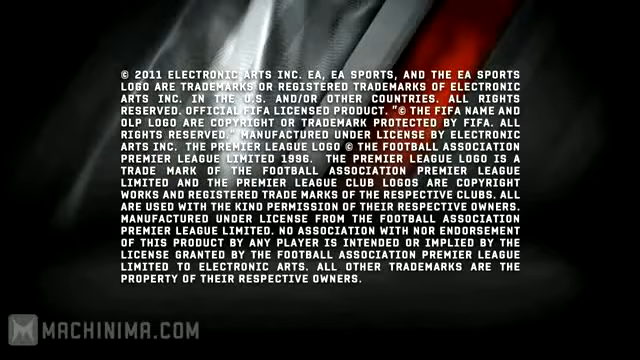 © 2011 ELECTRONIC ARTS INC. EA, EA SPORTS, AND THE EA SPORTS
LOGO ARE TRADEMARKS OR REGISTERED TRADEMARKS OF ELECTRONIC
ARTS INC. IN THE U.S. AND/OR OTHER COUNTRIES. ALL RIGHTS
RESERVED. OFFICIAL FIFA LICENSED PRODUCT. "© THE FIFA NAME AND
OLP LOGO ARE COPYRIGHT OR TRADEMARK PROTECTED BY FIFA. ALL
RIGHTS RESERVED." MANUFACTURED UNDER LICENSE BY ELECTRONIC
ARTS INC. THE PREMIER LEAGUE LOGO © THE FOOTBALL ASSOCIATION
PREMIER LEAGUE LIMITED 1996. THE PREMIER LEAGUE LOGO IS A
TRADE MARK OF THE FOOTBALL ASSOCIATION PREMIER LEAGUE
LIMITED AND THE PREMIER LEAGUE CLUB LOGOS ARE COPYRIGHT
WORKS AND REGISTERED TRADE MARKS OF THE RESPECTIVE CLUBS. ALL
ARE USED WITH THE KIND PERMISSION OF THEIR RESPECTIVE OWNERS.
MANUFACTURED UNDER LICENSE FROM THE FOOTBALL ASSOCIATION
PREMIER LEAGUE LIMITED. NO ASSOCIATION WITH NOR ENDORSEMENT
OF THIS PRODUCT BY ANY PLAYER IS INTENDED OR IMPLIED BY THE
LICENSE GRANTED BY THE FOOTBALL ASSOCIATION PREMIER LEAGUE
LIMITED TO ELECTRONIC ARTS. ALL OTHER TRADEMARKS ARE THE
PROPERTY OF THEIR RESPECTIVE OWNERS.
MACHINIMA.COM